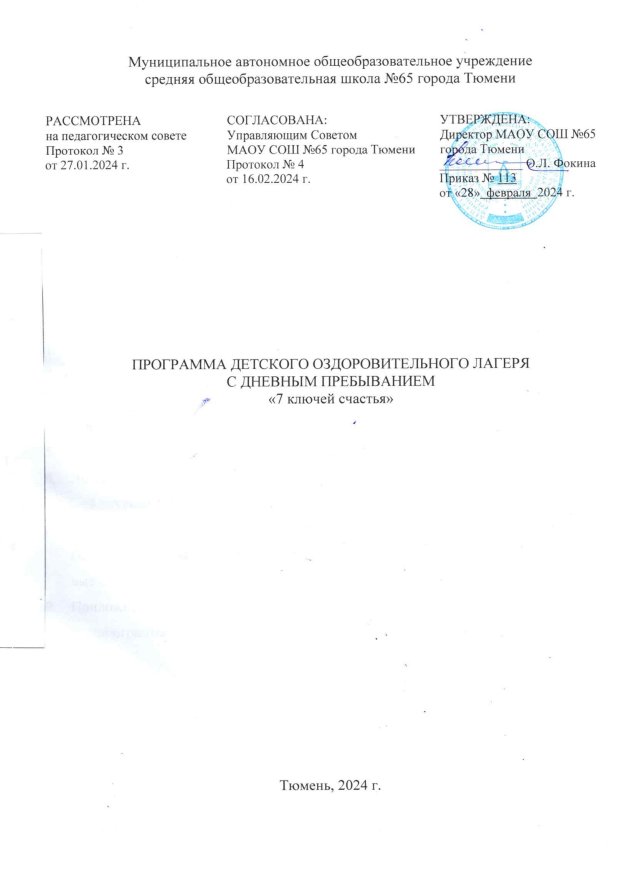 Муниципальное автономное общеобразовательное учреждение
средняя общеобразовательная школа №65 города Тюмени
РАССМОТРЕНА
на педагогическом совете
Протокол № 3
от 27.01.2024 г.
СОГЛАСОВАНА:
Управляющим Советом
МАОУ СОШ №65 города Тюмени
Протокол № 4
от 16.02.2024 г.
УТВЕРЖДЕНА:
Директор МАОУ СОШ №65
города Тюмени
О.Л. Фокина
Приказ № 113
от «28» февраля 2024 г.
ПРОГРАММА ДЕТСКОГО ОЗДОРОВИТЕЛЬНОГО ЛАГЕРЯ
С ДНЕВНЫМ ПРЕБЫВАНИЕМ
«7 ключей счастья»
Тюмень, 2024 г.